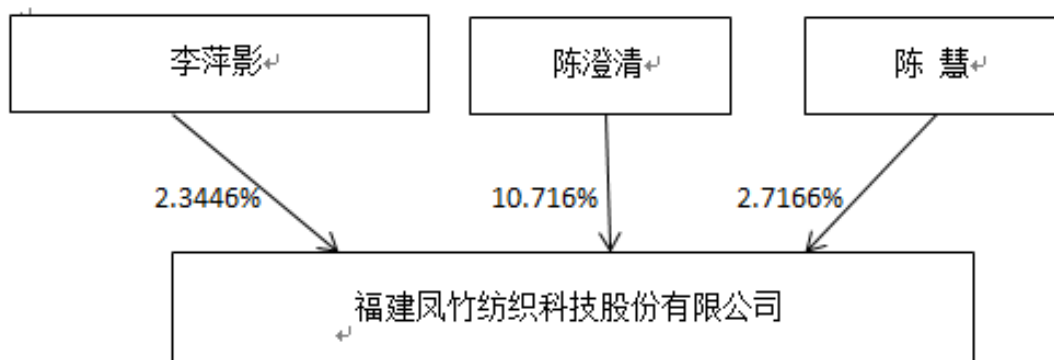 李萍影
陈澄清
陈 慧
2.3446%
10.716%
2.7166%
福建凤竹纺织科技股份有限公司